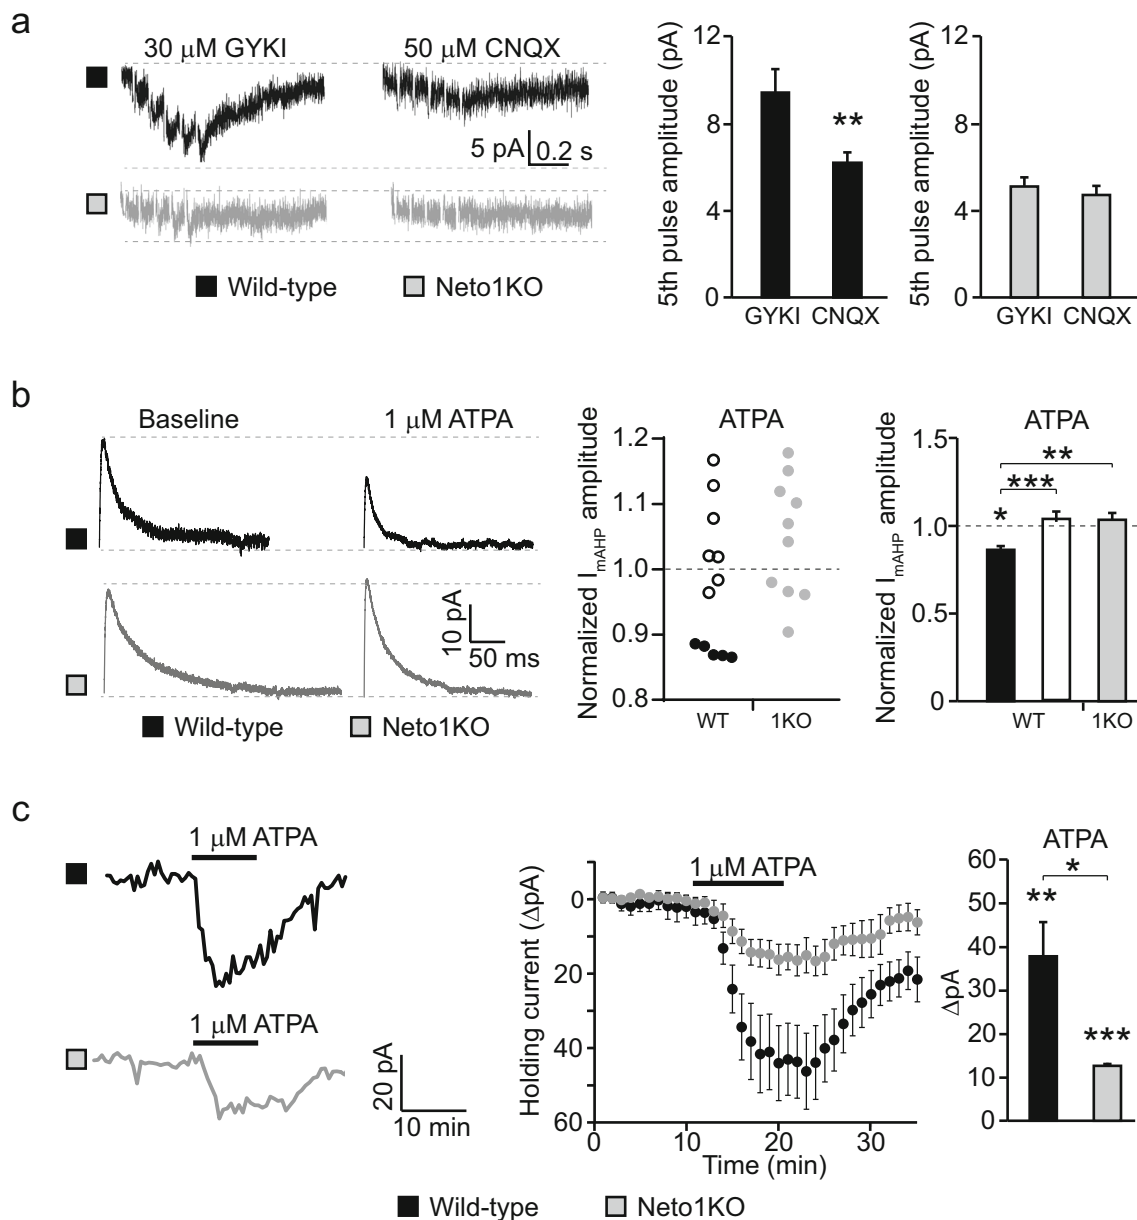 a
30 μM GYKI
50 μM CNQX
5 pA
0.2 s
Wild-type
Neto1KO
5th pulse amplitude (pA)
12
8
4
0
**
GYKI
CNQX
5th pulse amplitude (pA)
12
8
4
0
GYKI
CNQX
b
Baseline
1 μM ATPA
10 pA
50 ms
Wild-type
Neto1KO
ATPA
Normalized ImAHP amplitude
1.2
1.1
1.0
0.9
0.8
WT
1KO
ATPA
Normalized ImAHP amplitude
1.5
1.0
0.5
0
**
***
*
WT
1KO
c
1 μM ATPA
1 μM ATPA
20 pA
10 min
1 μM ATPA
Holding current (ΔpA)
0
20
40
60
0
10
20
30
Time (min)
ATPA
ΔpA
60
50
40
30
20
10
0
*
**
***
Wild-type
Neto1KO